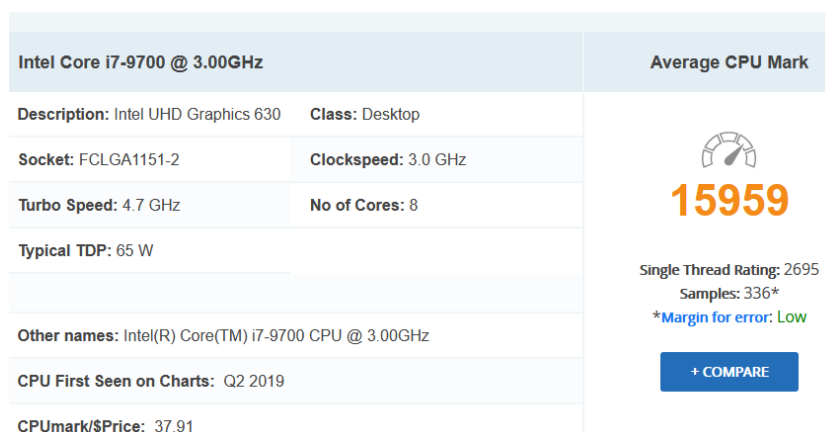 Intel Core i7-9700 @ 3.00GHz
Average CPU Mark
Description: Intel UHD Graphics 630
Class: Desktop
Socket: FCLGA1151-2
Clockspeed: 3.0 GHz
Turbo Speed: 4.7 GHz
No of Cores: 8
Typical TDP: 65 W
Other names: Intel(R) Core(TM) i7-9700 CPU @ 3.00GHz
CPU First Seen on Charts: Q2 2019
CPUmark/$Price: 37.91
15959
Single Thread Rating: 2695
Samples: 336*
*Margin for error: Low
+ COMPARE